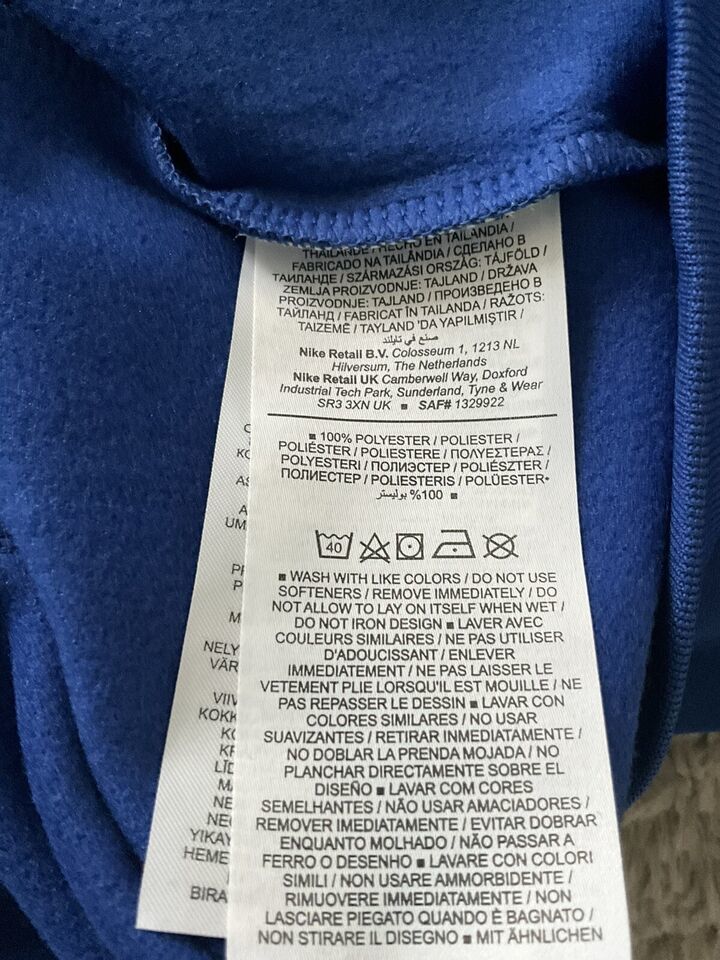 THAILANDE / HECHO EN TAILANDIA /
FABRICADO NA TAILÂNDIA / СДЕЛАНО В
ТАИЛАНДЕ / SZÁRMAZÁSI ORSZÁG: TÁJFÖLD /
ZEMLJA PROIZVODNJE: TAJLAND / DRŽAVA
PROIZVODNJE: TAJLAND / ПРОИЗВЕДЕНО В
ТАЙЛАНД / FABRICAT ÎN TAILANDA / RAŽOTS:
TAIZEMĒ / TAYLAND 'DA YAPILMIŞTIR /
صنع في تايلند
Nike Retail B.V. Colosseum 1, 1213 NL
Hilversum, The Netherlands
Nike Retail UK Camberwell Way, Doxford
Industrial Tech Park, Sunderland, Tyne & Wear
SR3 3XN UK ■ SAF# 1329922
■ 100% POLYESTER / POLIESTER /
POLIÉSTER / POLIESTERE / ΠΟΛΥΕΣΤΕΡΑΣ /
POLYESTERI / ПОЛИЭСТЕР / POLIÉSZTER /
ПОЛИЕСТЕР / POLIESTERIS / POLÜESTER•
100% بوليستر ■
40
■ WASH WITH LIKE COLORS / DO NOT USE
SOFTENERS / REMOVE IMMEDIATELY / DO
NOT ALLOW TO LAY ON ITSELF WHEN WET /
DO NOT IRON DESIGN ■ LAVER AVEC
COULEURS SIMILAIRES / NE PAS UTILISER
D'ADOUCISSANT / ENLEVER
IMMEDIATEMENT / NE PAS LAISSER LE
VETEMENT PLIE LORSQU'IL EST MOUILLE / NE
PAS REPASSER LE DESSIN ■ LAVAR CON
COLORES SIMILARES / NO USAR
SUAVIZANTES / RETIRAR INMEDIATAMENTE /
NO DOBLAR LA PRENDA MOJADA / NO
PLANCHAR DIRECTAMENTE SOBRE EL
DISEÑO ■ LAVAR COM CORES
SEMELHANTES / NÃO USAR AMACIADORES /
REMOVER IMEDIATAMENTE / EVITAR DOBRAR
ENQUANTO MOLHADO / NÃO PASSAR A
FERRO O DESENHO ■ LAVARE CON COLORI
SIMILI / NON USARE AMMORBIDENTE /
RIMUOVERE IMMEDIATAMENTE / NON
LASCIARE PIEGATO QUANDO È BAGNATO /
NON STIRARE IL DISEGNO ■ MIT ÄHNLICHEN